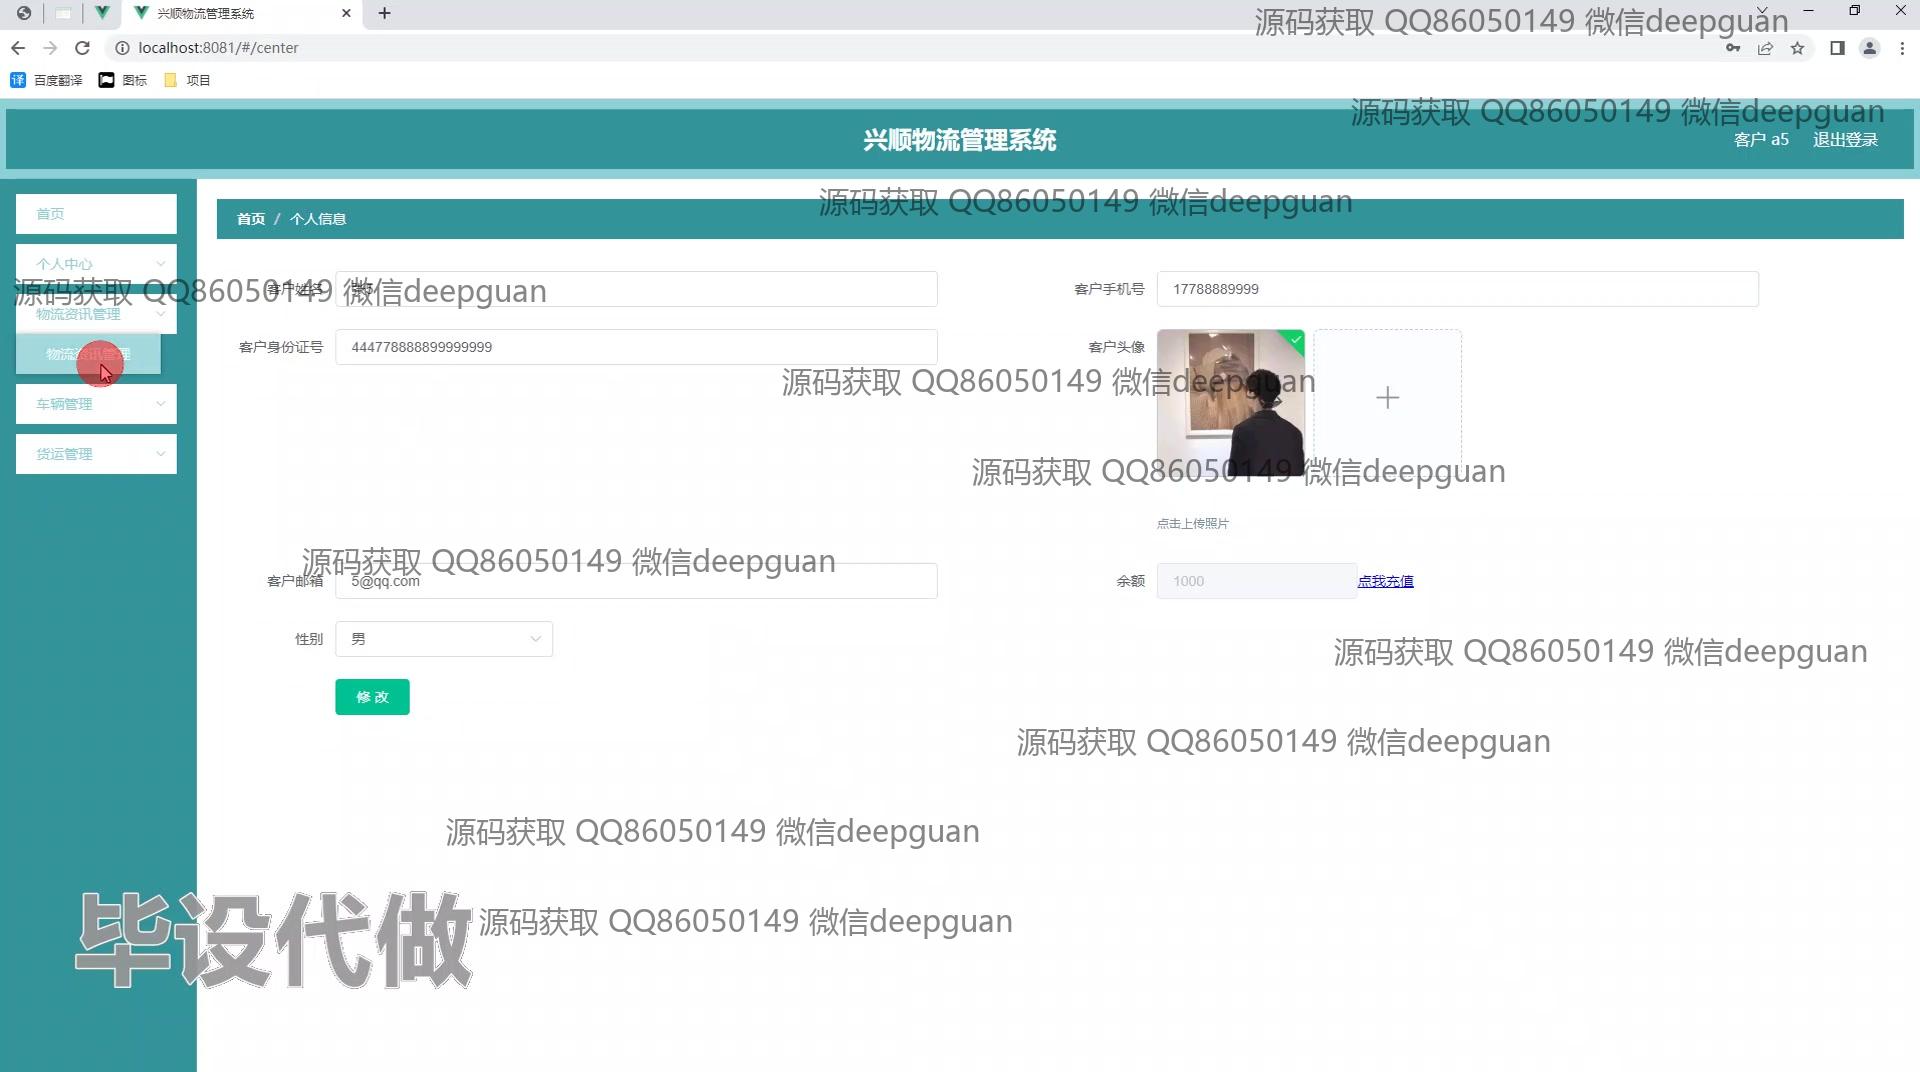 兴顺物流管理系统
源码获取 QQ86050149 微信deepguan
localhost:8081/#/center
百度翻译 图标 项目
源码获取 QQ86050149 微信deepguan
兴顺物流管理系统
客户 a5 退出登录
源码获取 QQ86050149 微信deepguan
首页
首页 / 个人信息
个人中心
源码获取 QQ86050149 微信deepguan
客户姓名
客户手机号 17788889999
物流资讯管理
物流资讯管理
客户身份证号 444778888899999999
客户头像
源码获取 QQ86050149 微信deepguan
车辆管理
货运管理
源码获取 QQ86050149 微信deepguan
点击上传照片
源码获取 QQ86050149 微信deepguan
客户邮箱 5@qq.com
余额 1000 点我充值
性别 男
源码获取 QQ86050149 微信deepguan
修改
源码获取 QQ86050149 微信deepguan
源码获取 QQ86050149 微信deepguan
毕设代做
源码获取 QQ86050149 微信deepguan